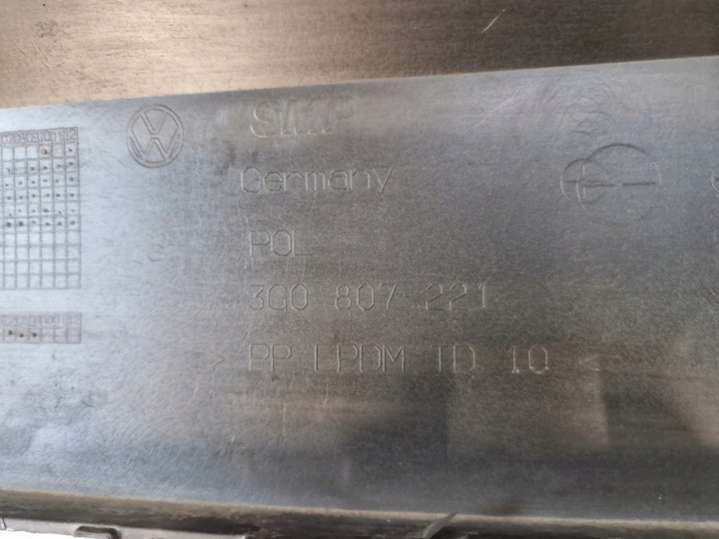 SMP
Germany
POL
3G0 807 221
> PP EPDM TD 10 <